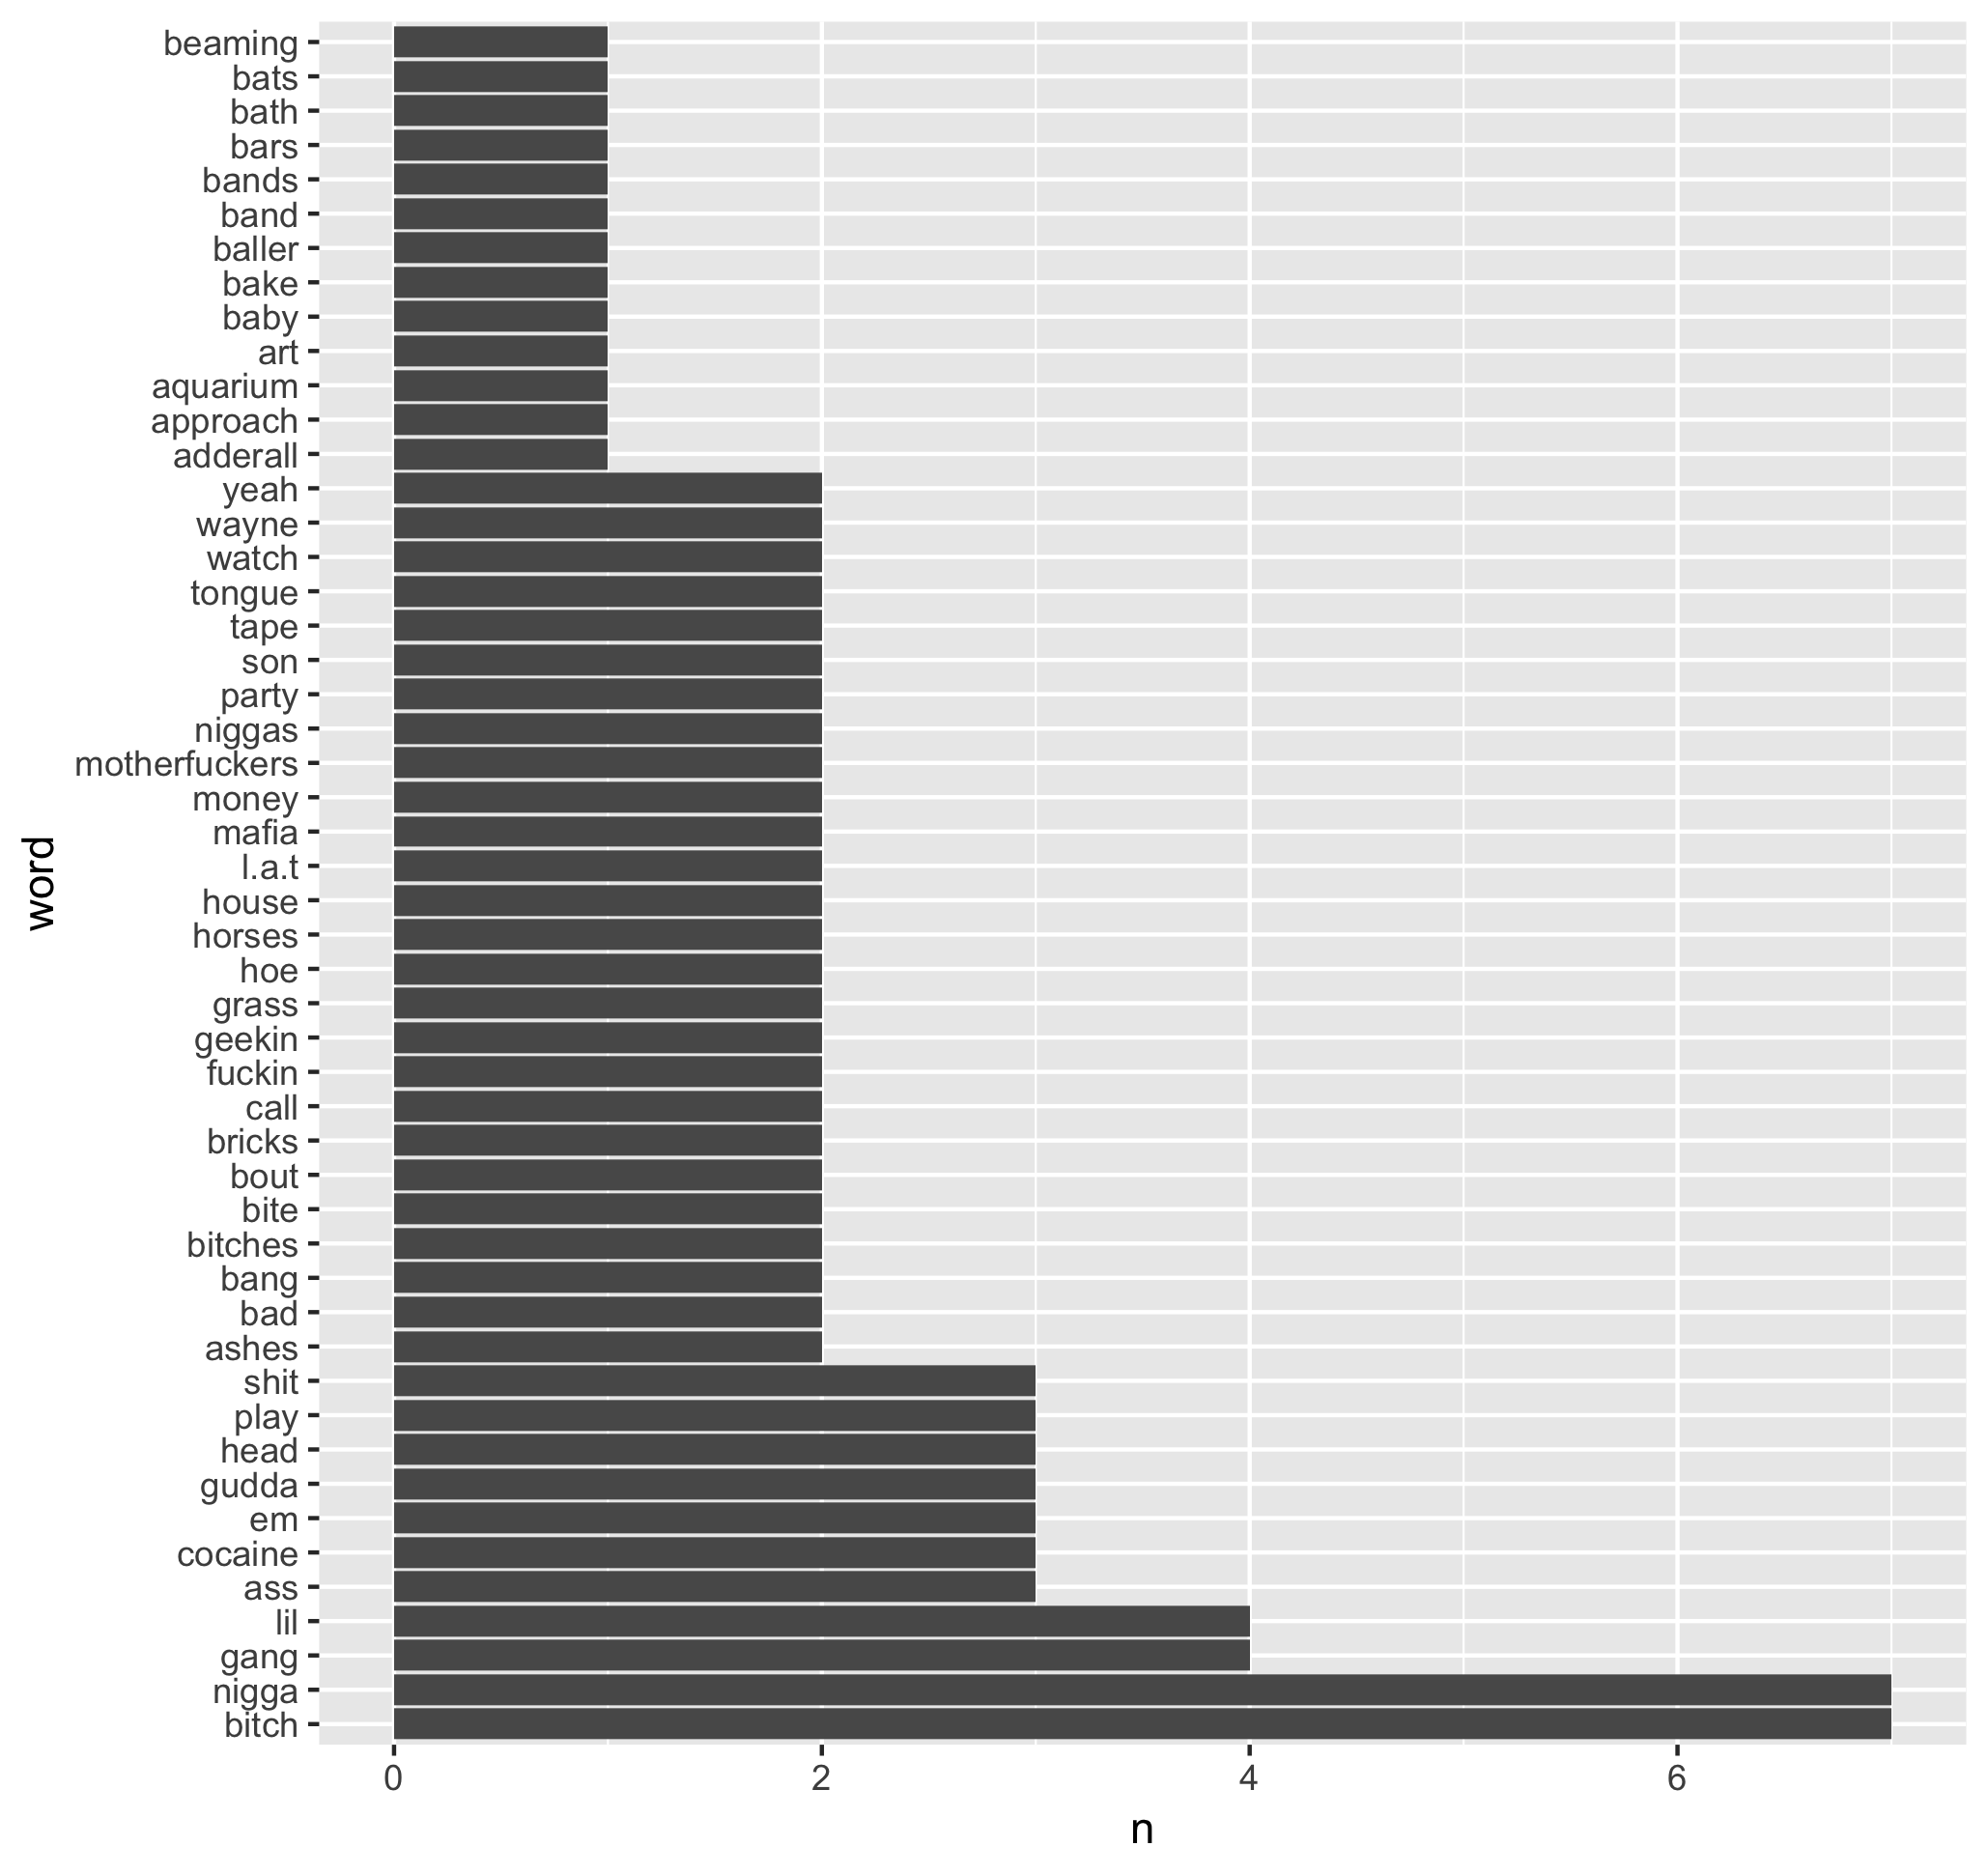 beaming
bats
bath
bars
bands
band
baller
bake
baby
art
aquarium
approach
adderall
yeah
wayne
watch
tongue
tape
son
party
niggas
motherfuckers
money
mafia
l.a.t
house
horses
hoe
grass
geekin
fuckin
call
bricks
bout
bite
bitches
bang
bad
ashes
shit
play
head
gudda
em
cocaine
ass
lil
gang
nigga
bitch
word
0 2 4 6
n